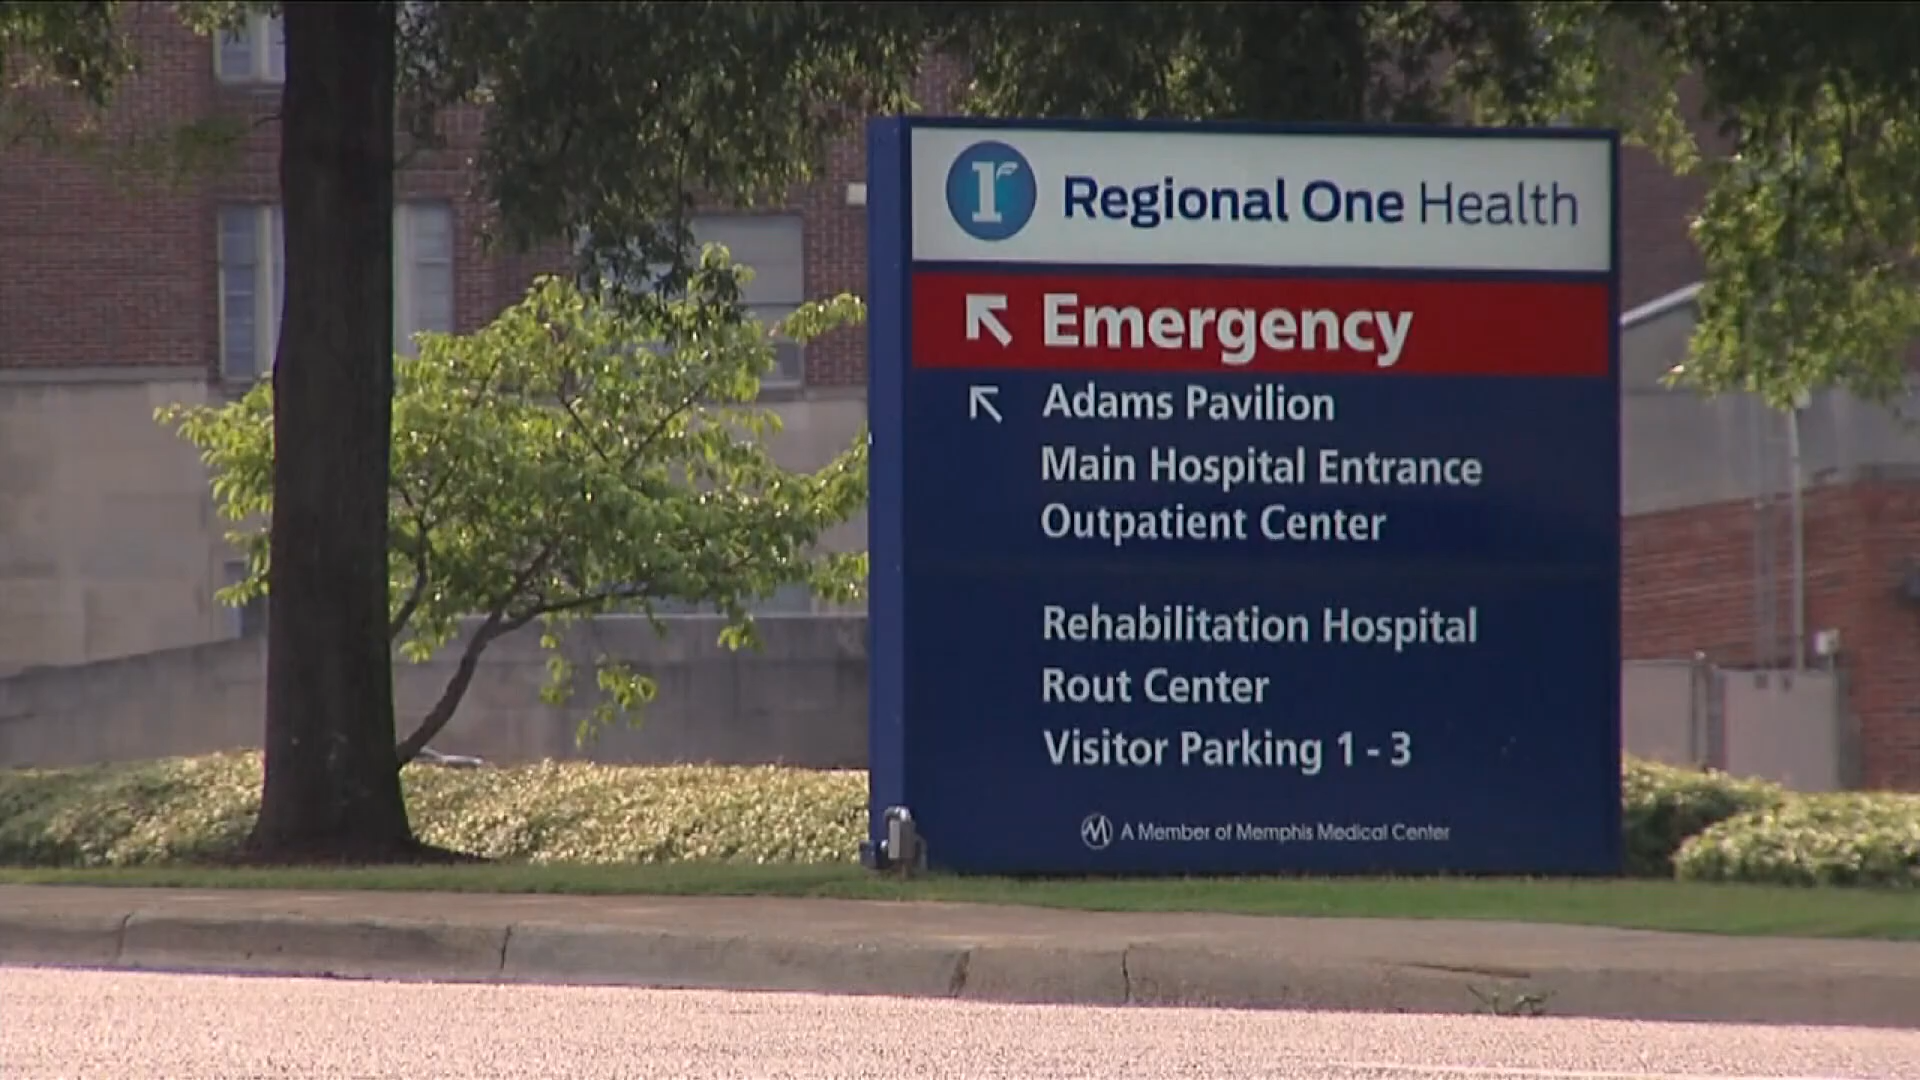 Regional One Health
Emergency
Adams Pavilion
Main Hospital Entrance
Outpatient Center
Rehabilitation Hospital
Rout Center
Visitor Parking 1 - 3
A Member of Memphis Medical Center